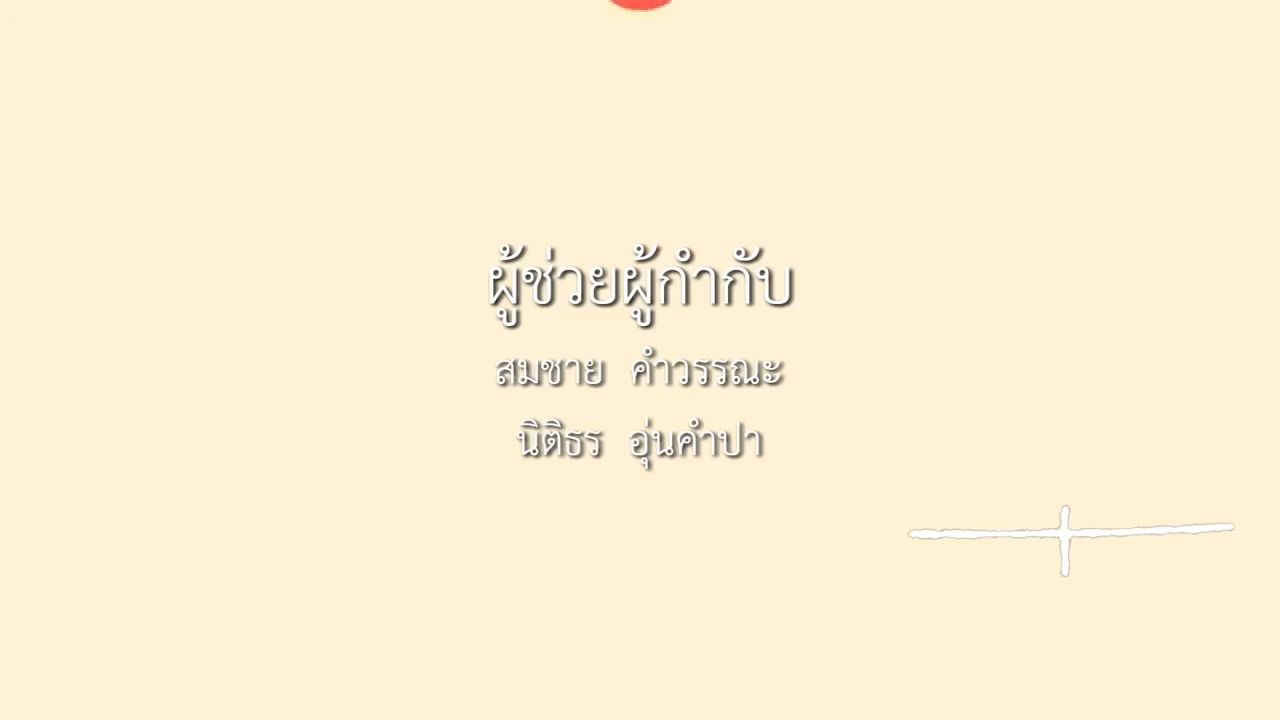 ผู้ช่วยผู้กำกับ
สมชาย คำวรรณะ
นิติธร อุ่นคำปา